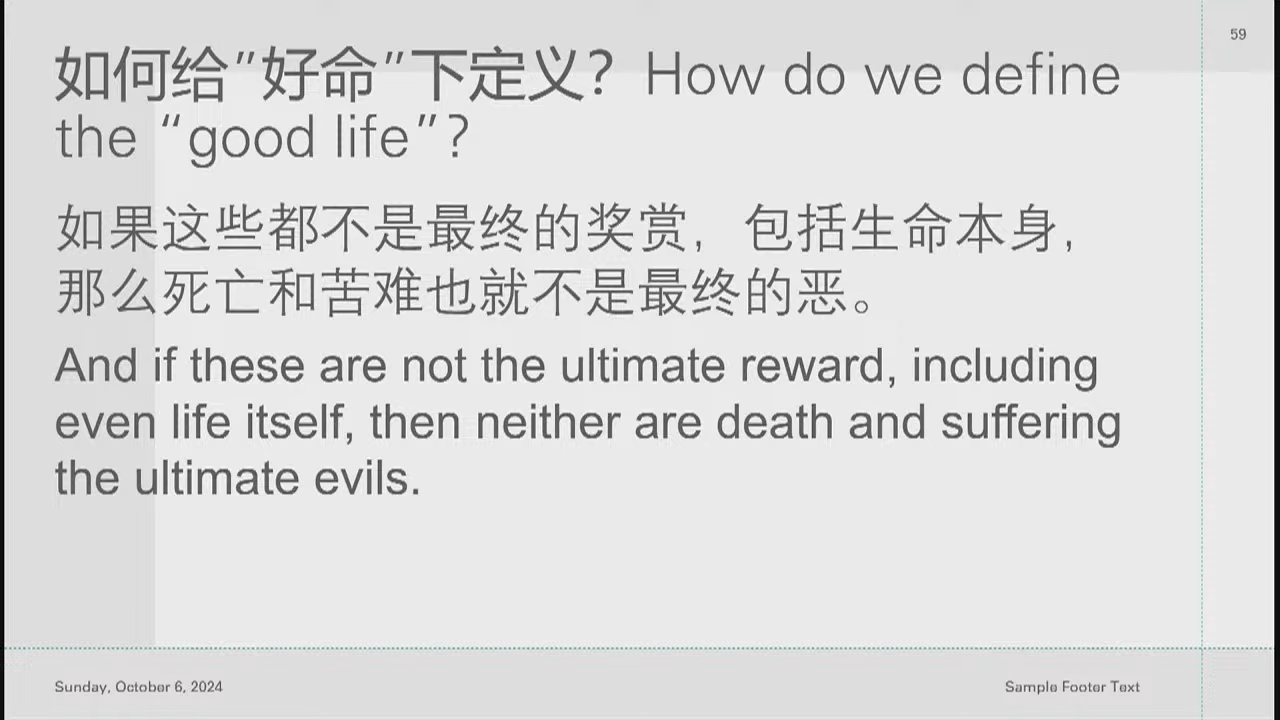 59
如何给”好命”下定义？How do we define
the “good life”?
如果这些都不是最终的奖赏，包括生命本身，
那么死亡和苦难也就不是最终的恶。
And if these are not the ultimate reward, including
even life itself, then neither are death and suffering
the ultimate evils.
Sunday, October 6, 2024
Sample Footer Text